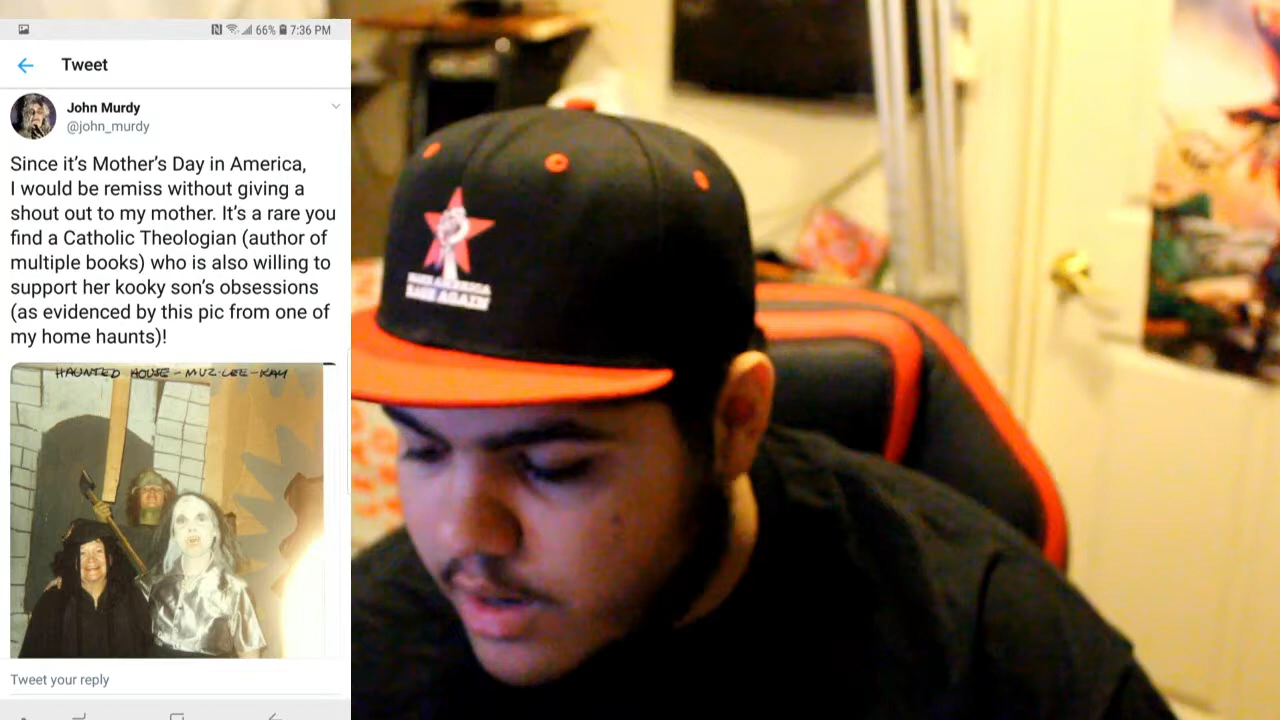 66% 7:36 PM
Tweet
John Murdy
@john_murdy
Since it’s Mother’s Day in America,
I would be remiss without giving a
shout out to my mother. It’s a rare you
find a Catholic Theologian (author of
multiple books) who is also willing to
support her kooky son’s obsessions
(as evidenced by this pic from one of
my home haunts)!
HAUNTED HOUSE - MUZ-LEE-KAY
Tweet your reply
AGAIN